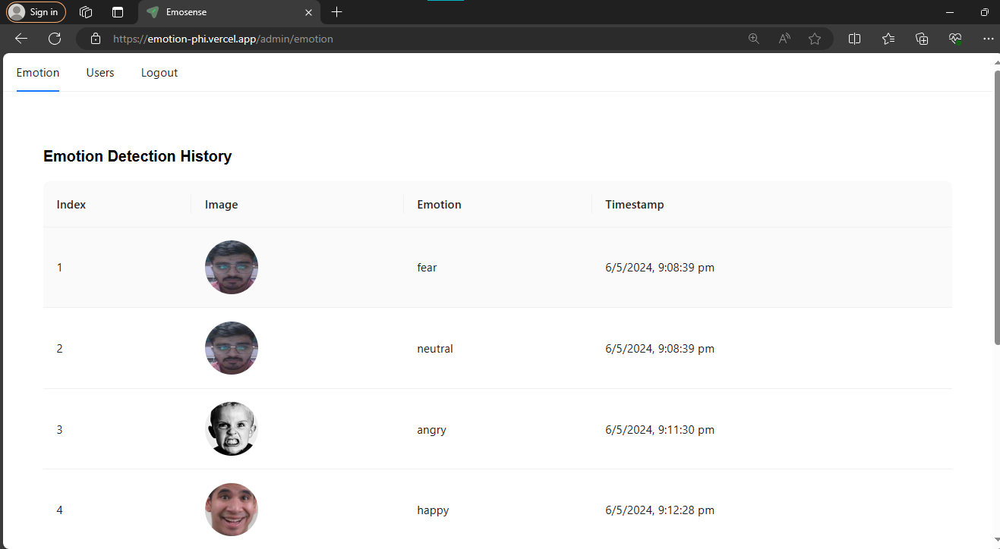 Sign in
Emosense
https://emotion-phi.vercel.app/admin/emotion
Emotion Users Logout
Emotion Detection History
Index Image Emotion Timestamp
1 fear 6/5/2024, 9:08:39 pm
2 neutral 6/5/2024, 9:08:39 pm
3 angry 6/5/2024, 9:11:30 pm
4 happy 6/5/2024, 9:12:28 pm